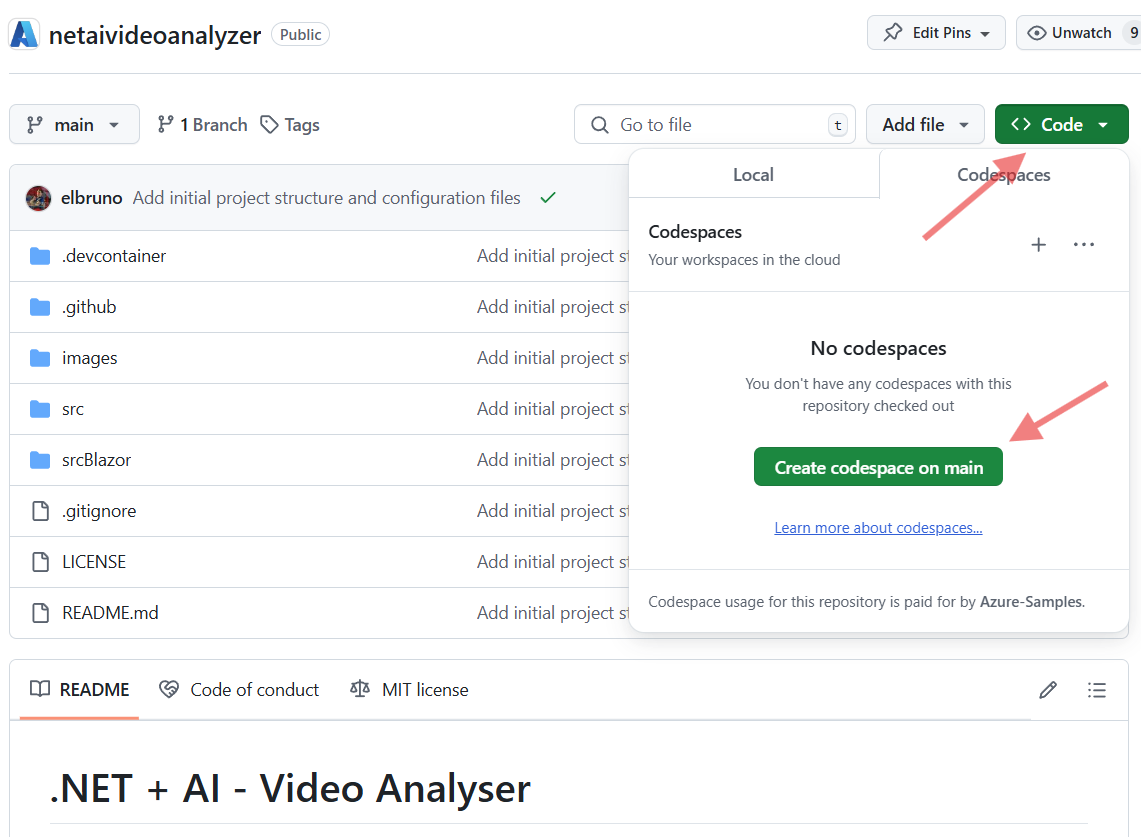 netaivideoanalyzer Public Edit Pins Unwatch 9
main 1 Branch Tags Go to file t Add file Code
Local Codespaces
elbruno Add initial project structure and configuration files
Codespaces
Your workspaces in the cloud
.devcontainer Add initial project st
.github Add initial project st
images Add initial project st
No codespaces
You don't have any codespaces with this
repository checked out
src Add initial project st
srcBlazor Add initial project st
Create codespace on main
.gitignore Add initial project st
Learn more about codespaces...
LICENSE Add initial project st
README.md Add initial project st
Codespace usage for this repository is paid for by Azure-Samples.
README Code of conduct MIT license
.NET + AI - Video Analyser